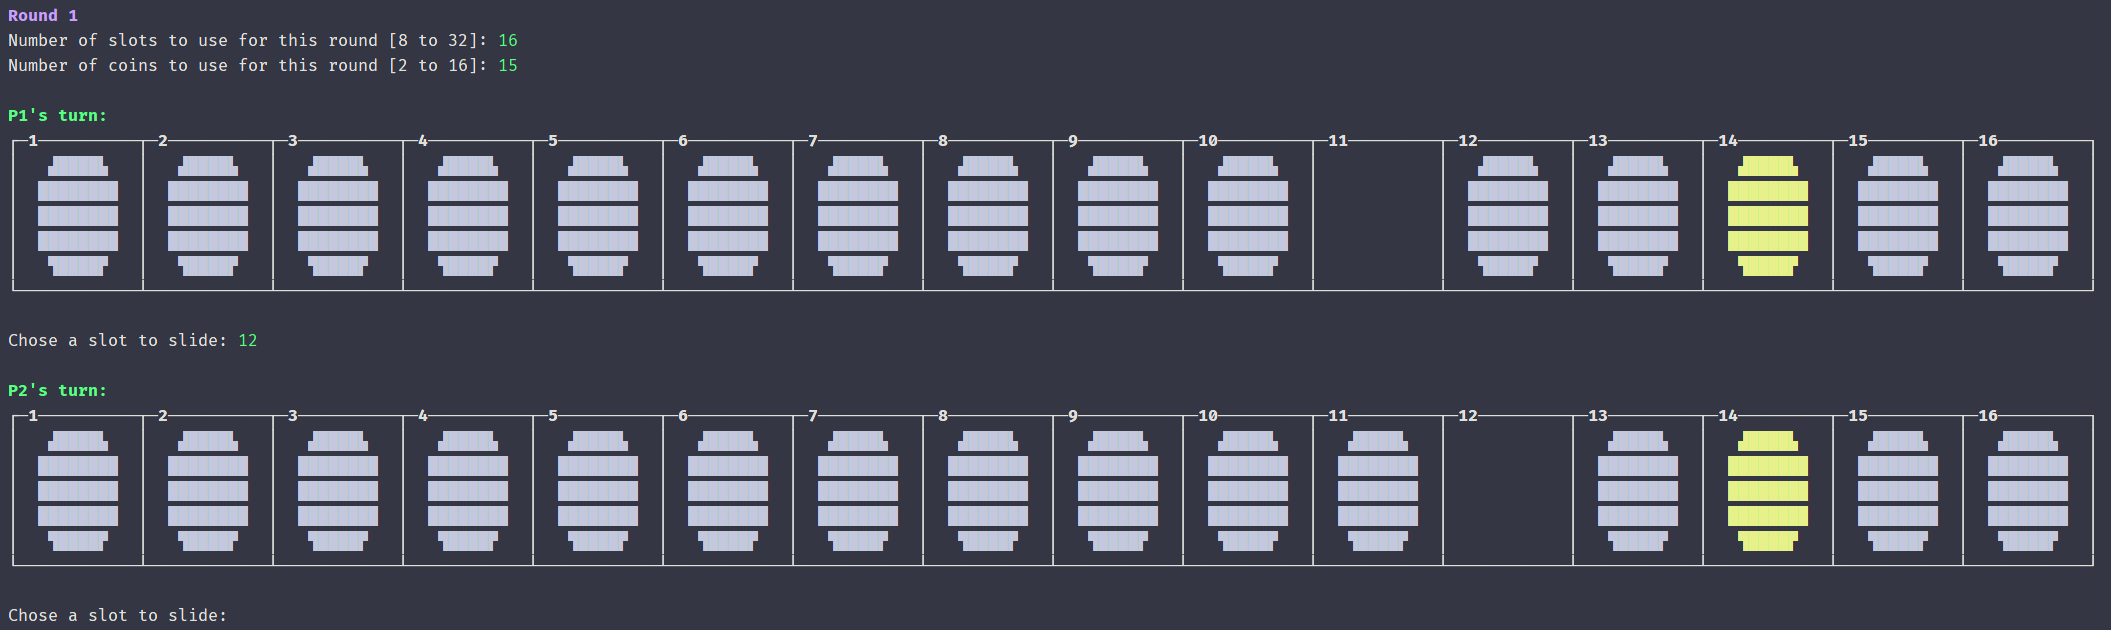 Round 1
Number of slots to use for this round [8 to 32]: 16
Number of coins to use for this round [2 to 16]: 15
P1's turn:
1 2 3 4 5 6 7 8 9 10 11 12 13 14 15 16
Chose a slot to slide: 12
P2's turn:
1 2 3 4 5 6 7 8 9 10 11 12 13 14 15 16
Chose a slot to slide: